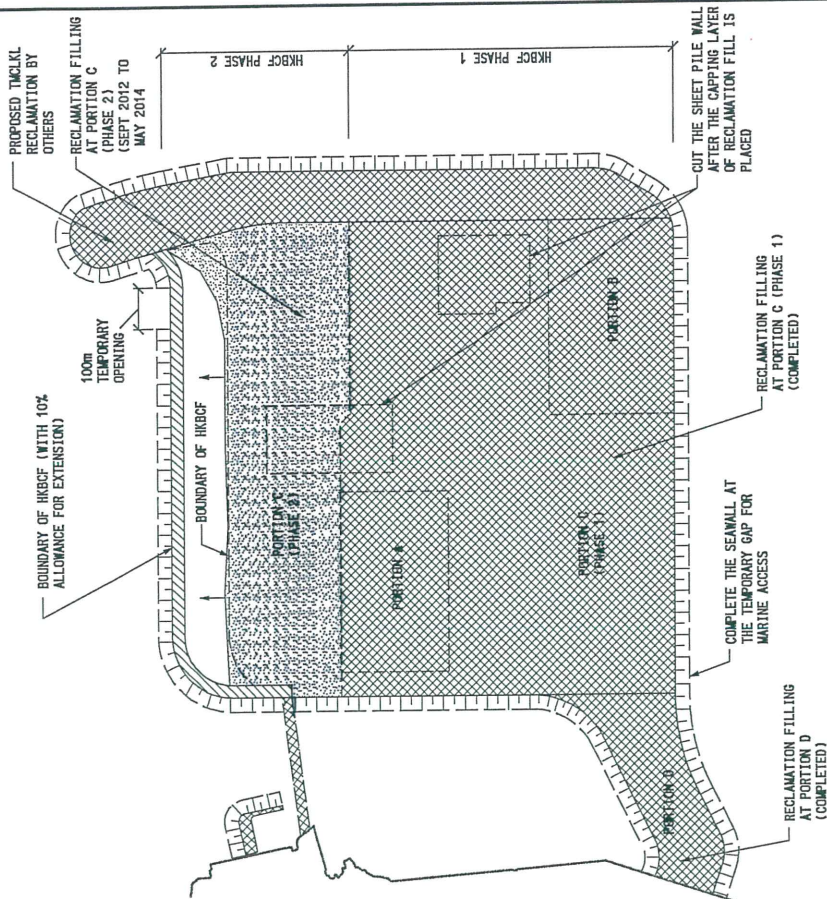 PROPOSED TMCLKL
RECLAMATION BY
OTHERS
RECLAMATION FILLING
AT PORTION C
(PHASE 2)
(SEPT 2012 TO
MAY 2014
100m
TEMPORARY
OPENING
BOUNDARY OF HKBCF (WITH 10%
ALLOWANCE FOR EXTENSION)
BOUNDARY OF HKBCF
HKBCF PHASE 2
HKBCF PHASE 1
PORTION C
(PHASE 2)
PORTION A
PORTION B
PORTION C
(PHASE 1)
PORTION D
CUT THE SHEET PILE WALL
AFTER THE CAPPING LAYER
OF RECLAMATION FILL IS
PLACED
RECLAMATION FILLING
AT PORTION C (PHASE 1)
(COMPLETED)
COMPLETE THE SEAWALL AT
THE TEMPORARY GAP FOR
MARINE ACCESS
RECLAMATION FILLING
AT PORTION D
(COMPLETED)